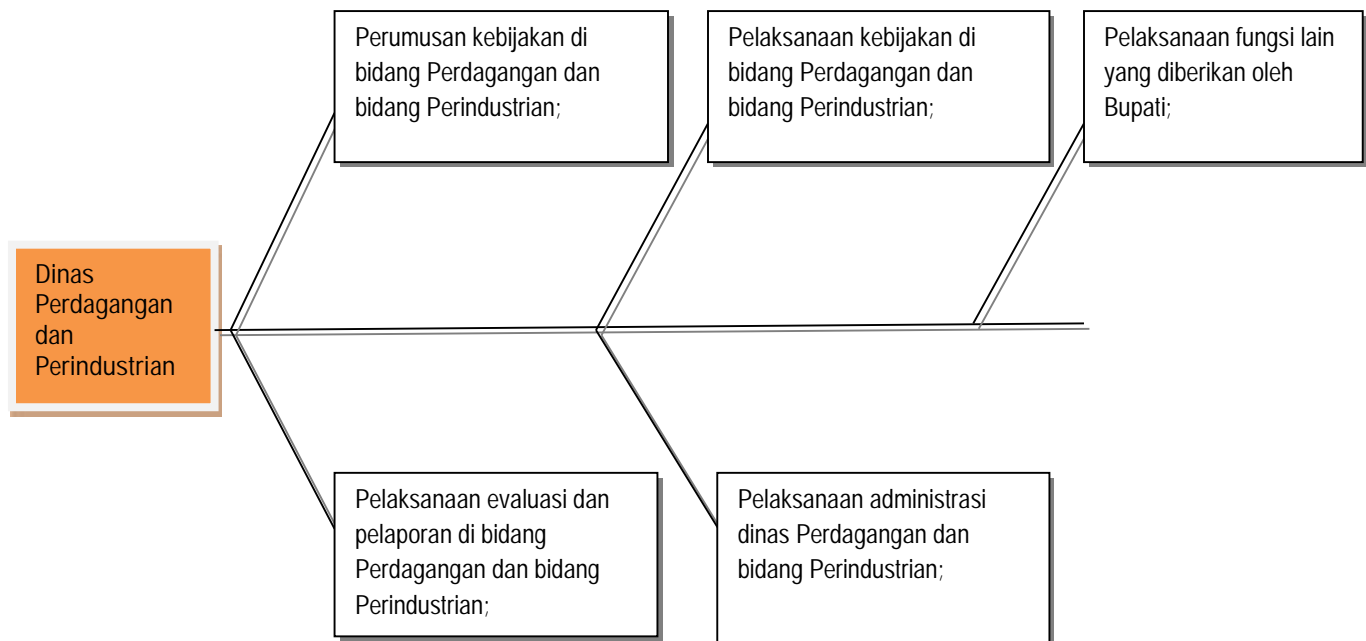 Perumusan kebijakan di
bidang Perdagangan dan
bidang Perindustrian;
Pelaksanaan kebijakan di
bidang Perdagangan dan
bidang Perindustrian;
Pelaksanaan fungsi lain
yang diberikan oleh
Bupati;
Dinas
Perdagangan
dan
Perindustrian
Pelaksanaan evaluasi dan
pelaporan di bidang
Perdagangan dan bidang
Perindustrian;
Pelaksanaan administrasi
dinas Perdagangan dan
bidang Perindustrian;